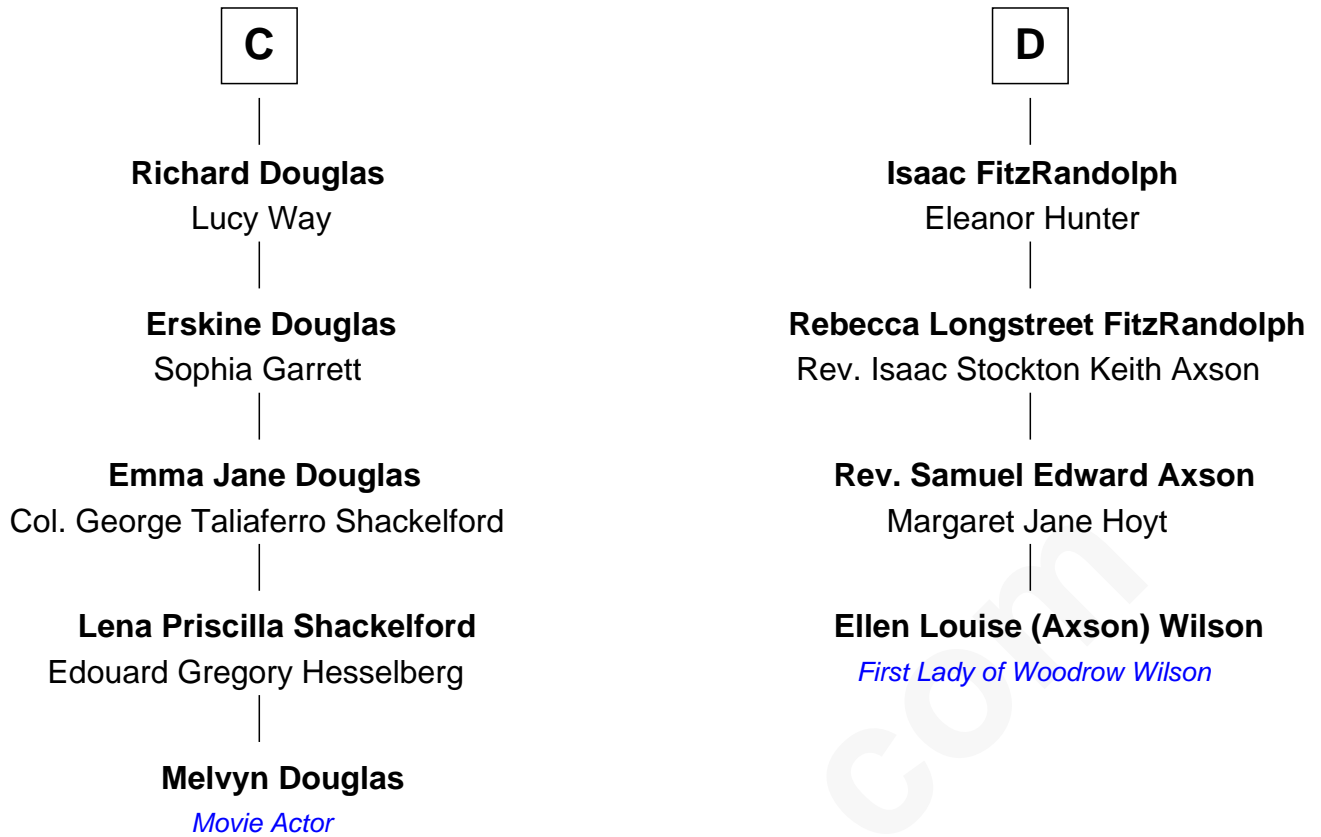 C
Richard Douglas
Lucy Way
Erskine Douglas
Sophia Garrett
Emma Jane Douglas
Col. George Taliaferro Shackelford
Lena Priscilla Shackelford
Edouard Gregory Hesselberg
Melvyn Douglas
Movie Actor
D
Isaac FitzRandolph
Eleanor Hunter
Rebecca Longstreet FitzRandolph
Rev. Isaac Stockton Keith Axson
Rev. Samuel Edward Axson
Margaret Jane Hoyt
Ellen Louise (Axson) Wilson
First Lady of Woodrow Wilson
com